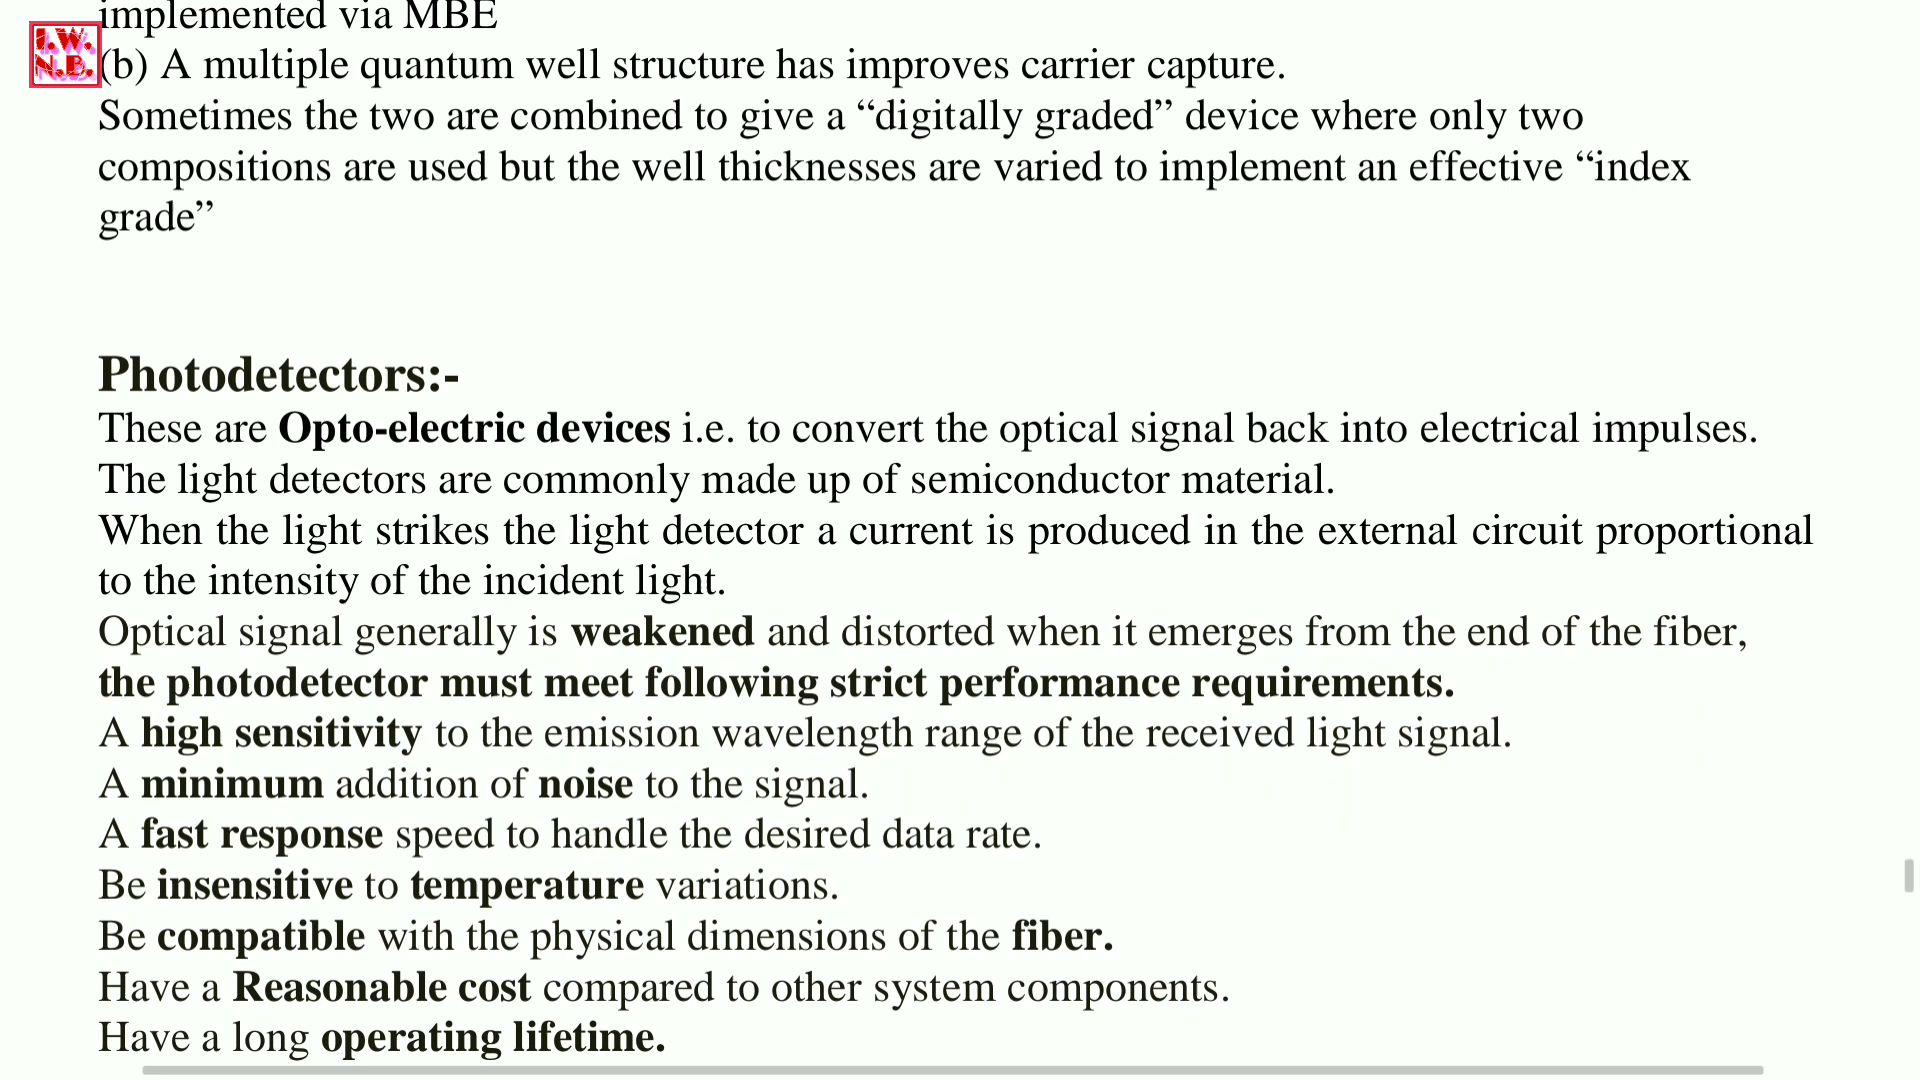 implemented via MBE
I.W.
N.B.
(b) A multiple quantum well structure has improves carrier capture.
Sometimes the two are combined to give a “digitally graded” device where only two
compositions are used but the well thicknesses are varied to implement an effective “index
grade”
Photodetectors:-
These are Opto-electric devices i.e. to convert the optical signal back into electrical impulses.
The light detectors are commonly made up of semiconductor material.
When the light strikes the light detector a current is produced in the external circuit proportional
to the intensity of the incident light.
Optical signal generally is weakened and distorted when it emerges from the end of the fiber,
the photodetector must meet following strict performance requirements.
A high sensitivity to the emission wavelength range of the received light signal.
A minimum addition of noise to the signal.
A fast response speed to handle the desired data rate.
Be insensitive to temperature variations.
Be compatible with the physical dimensions of the fiber.
Have a Reasonable cost compared to other system components.
Have a long operating lifetime.